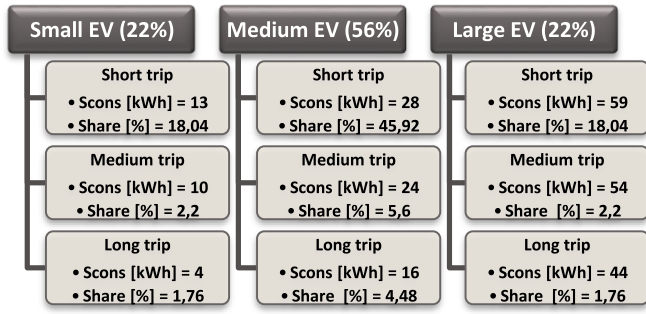 Small EV (22%)
Short trip
• Scons [kWh] = 13
• Share [%] = 18,04
Medium trip
• Scons [kWh] = 10
• Share [%] = 2,2
Long trip
• Scons [kWh] = 4
• Share [%] = 1,76
Medium EV (56%)
Short trip
• Scons [kWh] = 28
• Share [%] = 45,92
Medium trip
• Scons [kWh] = 24
• Share [%] = 5,6
Long trip
• Scons [kWh] = 16
• Share [%] = 4,48
Large EV (22%)
Short trip
• Scons [kWh] = 59
• Share [%] = 18,04
Medium trip
• Scons [kWh] = 54
• Share [%] = 2,2
Long trip
• Scons [kWh] = 44
• Share [%] = 1,76